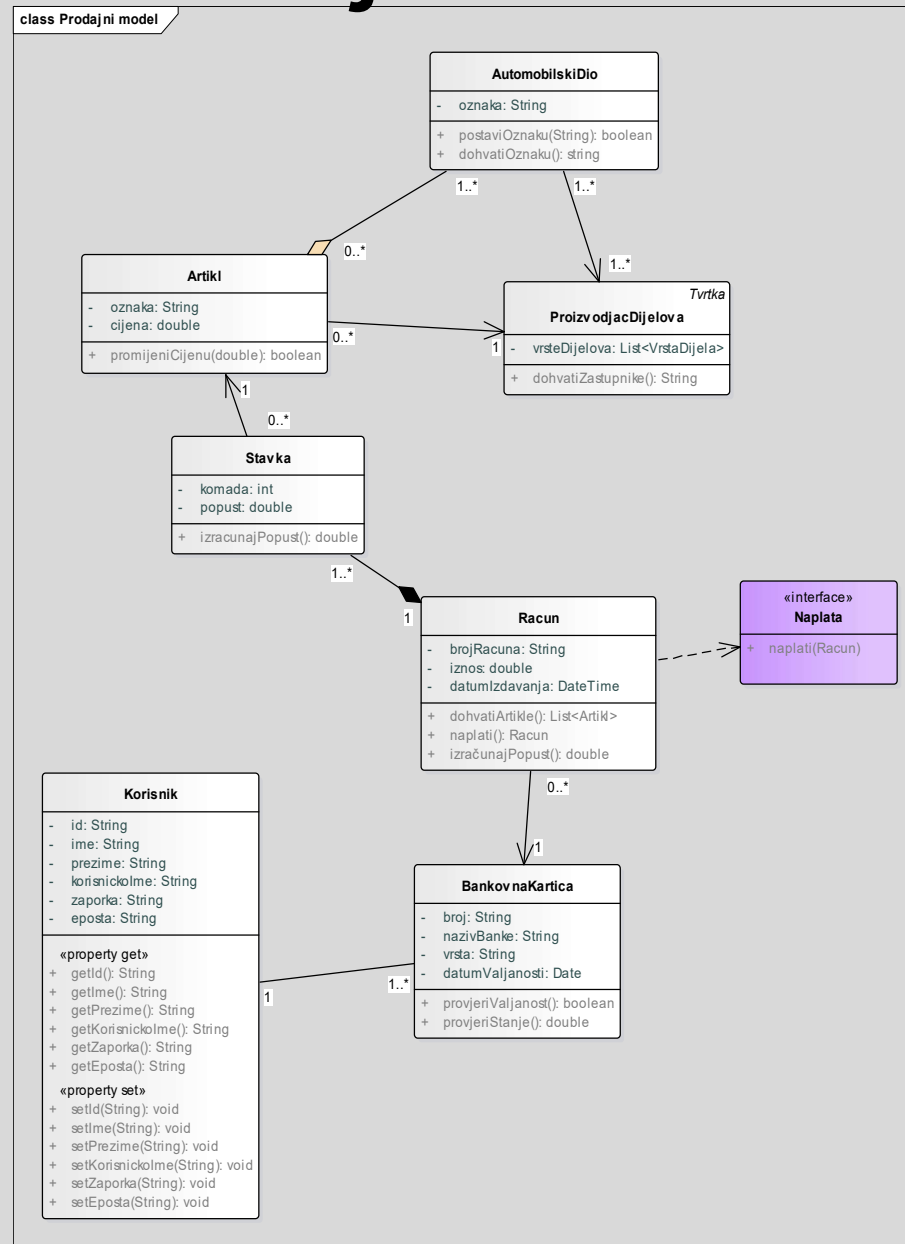 class Prodajni model
AutomobilskiDio
- oznaka: String
+ postaviOznaku(String): boolean
+ dohvatiOznaku(): string
1..*
1..*
0..*
1..*
Artikl
- oznaka: String
- cijena: double
+ promijeniCijenu(double): boolean
Tvrtka
ProizvodjacDijelova
- vrsteDijelova: List<VrstaDijela>
+ dohvatiZastupnike(): String
0..*
1
1
0..*
Stavka
- komada: int
- popust: double
+ izracunajPopust(): double
1..*
1
Racun
- brojRacuna: String
- iznos: double
- datumIzdavanja: DateTime
+ dohvatiArtikle(): List<Artikl>
+ naplati(): Racun
+ izračunajPopust(): double
«interface»
Naplata
+ naplati(Racun)
0..*
1
Korisnik
- id: String
- ime: String
- prezime: String
- korisnickoIme: String
- zaporka: String
- eposta: String
«property get»
+ getId(): String
+ getIme(): String
+ getPrezime(): String
+ getKorisnickoIme(): String
+ getZaporka(): String
+ getEposta(): String
«property set»
+ setId(String): void
+ setIme(String): void
+ setPrezime(String): void
+ setKorisnickoIme(String): void
+ setZaporka(String): void
+ setEposta(String): void
1
1..*
BankovnaKartica
- broj: String
- nazivBanke: String
- vrsta: String
- datumValjanosti: Date
+ provjeriValjanost(): boolean
+ provjeriStanje(): double